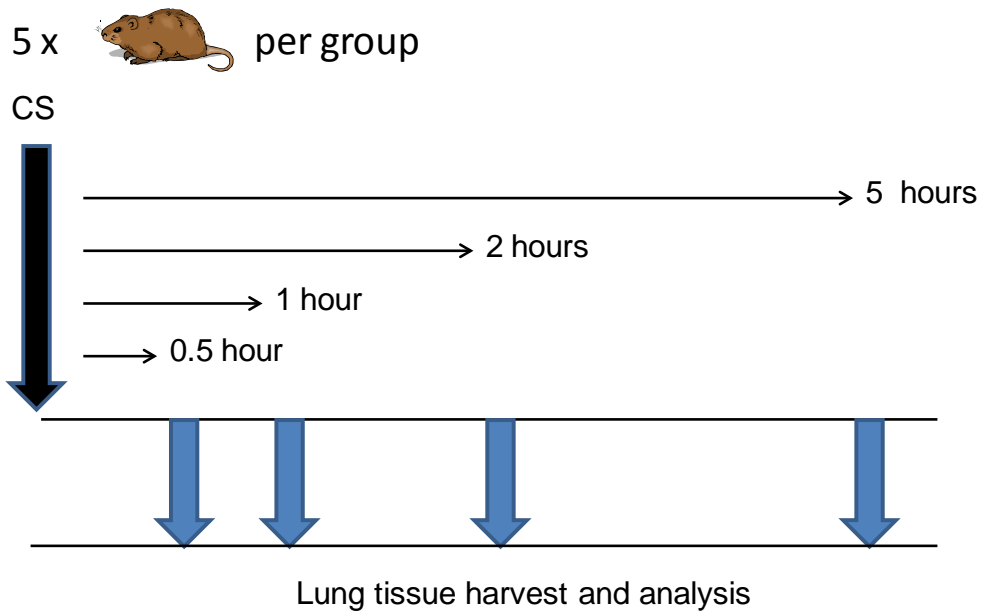 5 x per group
CS
5 hours
2 hours
1 hour
0.5 hour
Lung tissue harvest and analysis